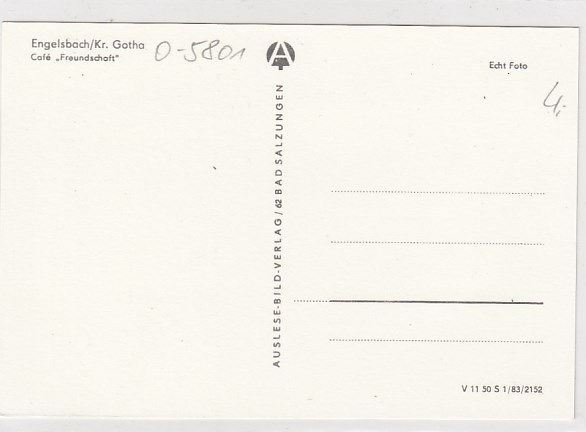 Engelsbach/Kr. Gotha
O-5801
Café „Freundschaft"
A
Echt Foto
4,-
AUSLESE-BILD-VERLAG/62 BAD SALZUNGEN
V 11 50 S 1/83/2152